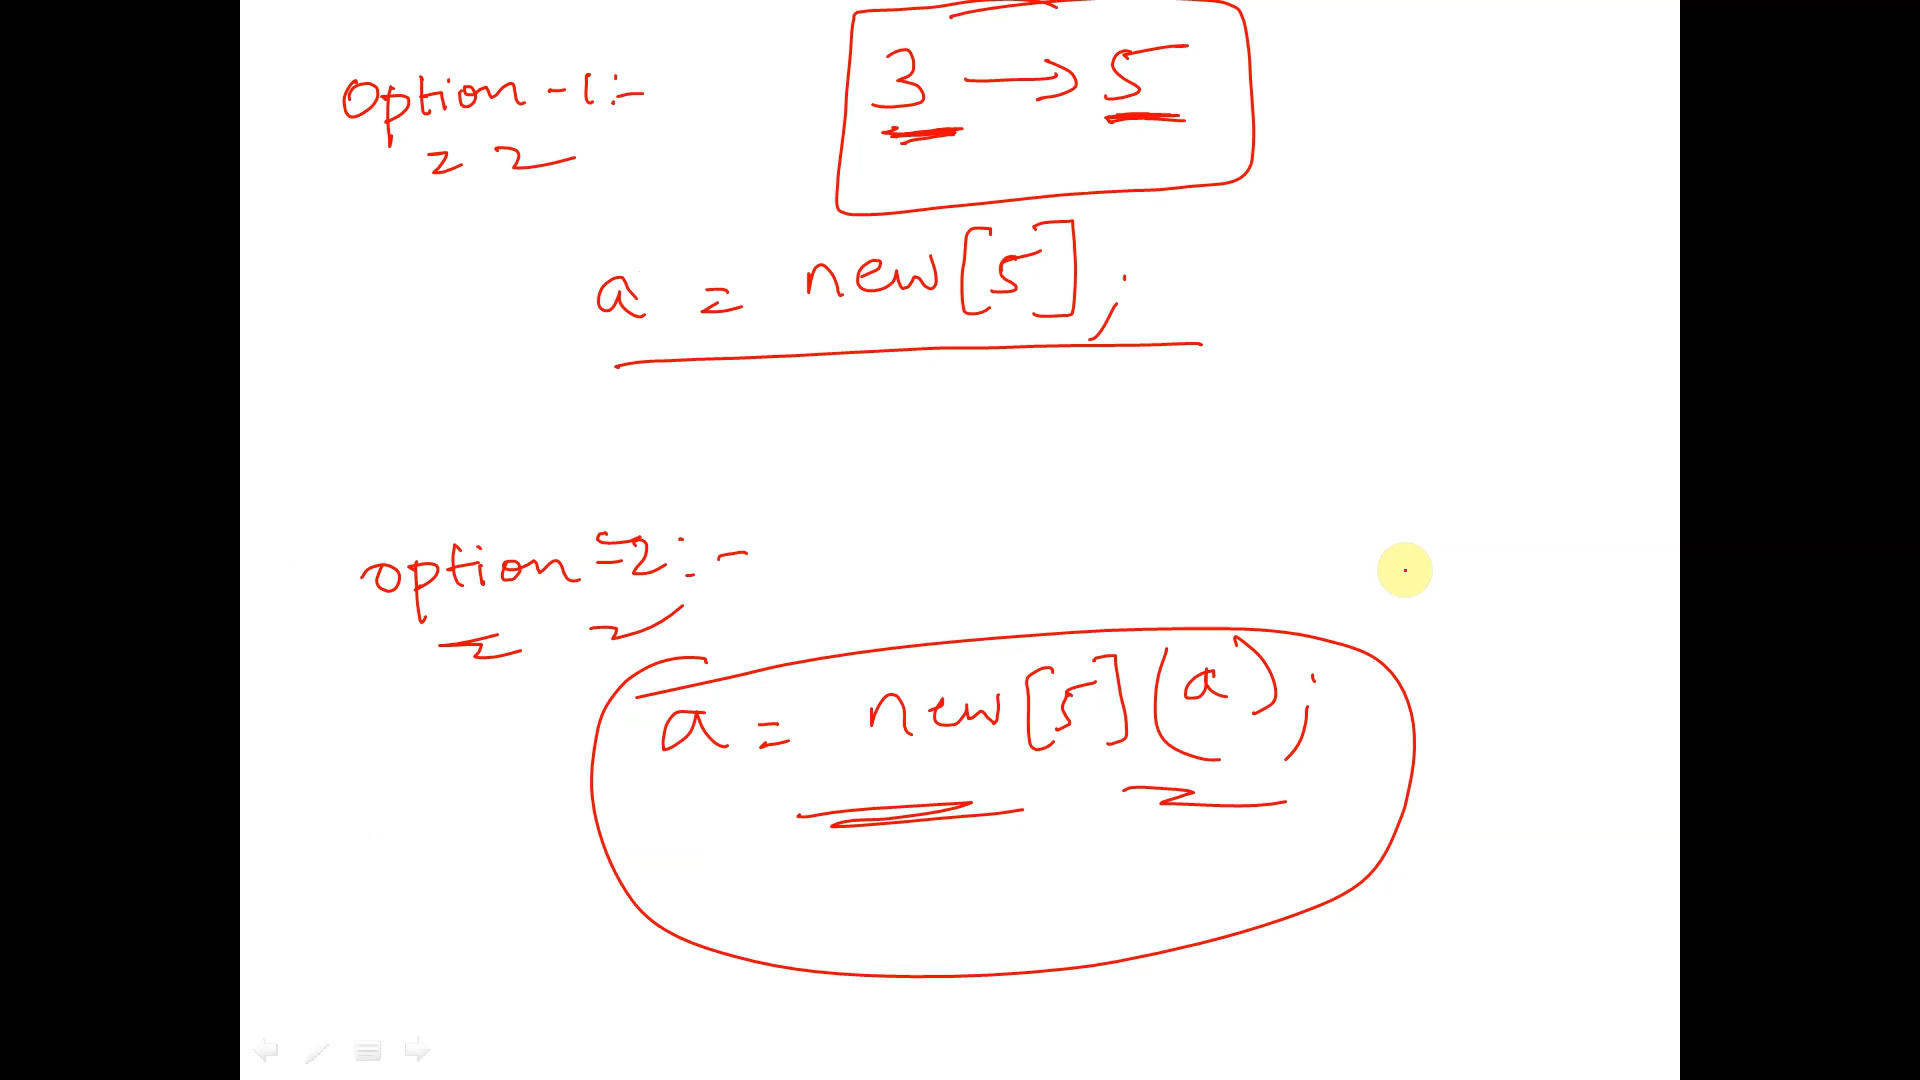 3 → 5
Option -1:-
a = new[5];
option -2:-
a = new[5](a);